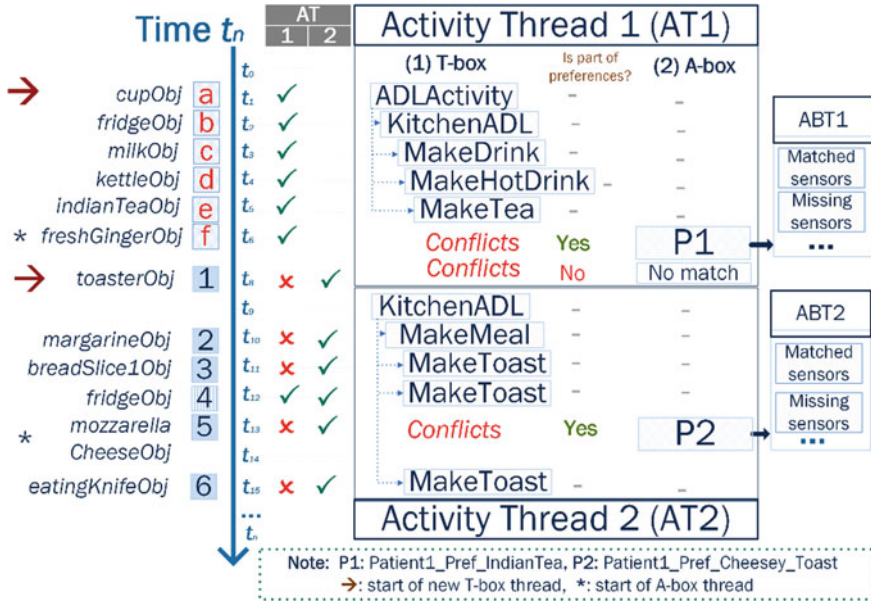 Time tn
AT
1 2
Activity Thread 1 (AT1)
(1) T-box
Is part of
preferences?
(2) A-box
t0
cupObj a t1 ✓ ADLActivity - -
fridgeObj b t2 ✓ KitchenADL - -
milkObj c t3 ✓ MakeDrink - -
kettleObj d t4 ✓ MakeHotDrink - -
indianTeaObj e t5 ✓ MakeTea - -
* freshGingerObj f t6 ✓ Conflicts Yes P1
toasterObj 1 t8 ✗ ✓ Conflicts No No match
ABT1
Matched
sensors
Missing
sensors
...
t9 KitchenADL - -
margarineObj 2 t10 ✗ ✓ MakeMeal - -
breadSlice1Obj 3 t11 ✗ ✓ MakeToast - -
fridgeObj 4 t12 ✓ ✓ MakeToast - -
* mozzarella 5 t13 ✗ ✓ Conflicts Yes P2
CheeseObj t14
eatingKnifeObj 6 t15 ✗ ✓ MakeToast - -
...
tn
ABT2
Matched
sensors
Missing
sensors
...
Activity Thread 2 (AT2)
Note: P1: Patient1_Pref_IndianTea, P2: Patient1_Pref_Cheesey_Toast
→: start of new T-box thread, *: start of A-box thread